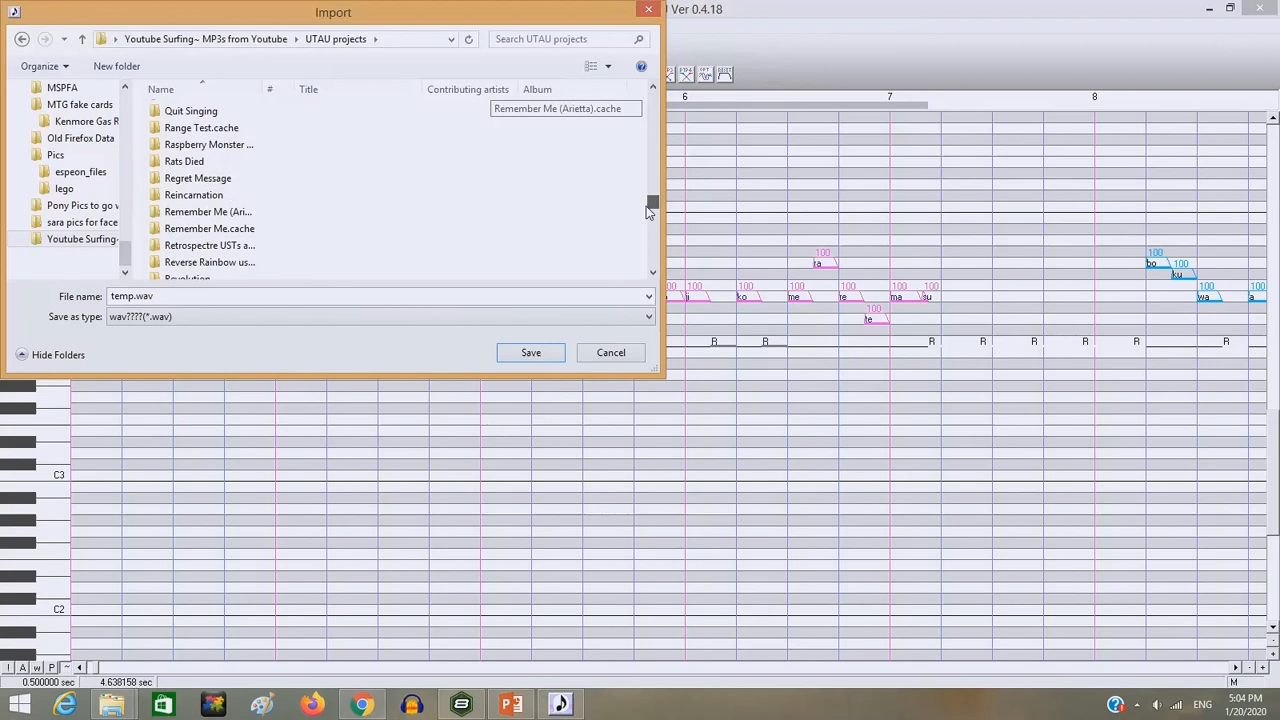 Import
J Ver 0.4.18
Youtube Surfing~ MP3s from Youtube
UTAU projects
Search UTAU projects
Organize
New folder
MSPFA
MTG fake cards
Kenmore Gas R
Old Firefox Data
Pics
espeon_files
lego
Pony Pics to go w
sara pics for face
Youtube Surfing~
Name
#
Title
Contributing artists
Album
Remember Me (Arietta).cache
Quit Singing
Range Test.cache
Raspberry Monster ...
Rats Died
Regret Message
Reincarnation
Remember Me (Ari...
Remember Me.cache
Retrospectre USTs a...
Reverse Rainbow us...
Revolution
File name:
temp.wav
Save as type:
wav????(*.wav)
Hide Folders
Save
Cancel
6
7
8
100
ra
100
bo
100
ku
100
100
ji
100
ko
100
me
100
re
100
te
100
ma
100
su
100
wa
100
a
R
R
R
R
R
R
R
R
C3
C2
I
A
w
P
~
0.500000 sec
4.638158 sec
M
ENG
5:04 PM
1/20/2020